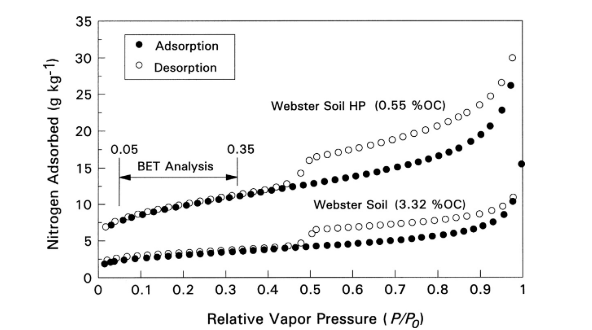 35
30
25
20
15
10
5
0
Nitrogen Adsorbed (g kg-1)
Adsorption
Desorption
Webster Soil HP (0.55 %OC)
0.05
0.35
BET Analysis
Webster Soil (3.32 %OC)
0 0.1 0.2 0.3 0.4 0.5 0.6 0.7 0.8 0.9 1
Relative Vapor Pressure (P/P0)